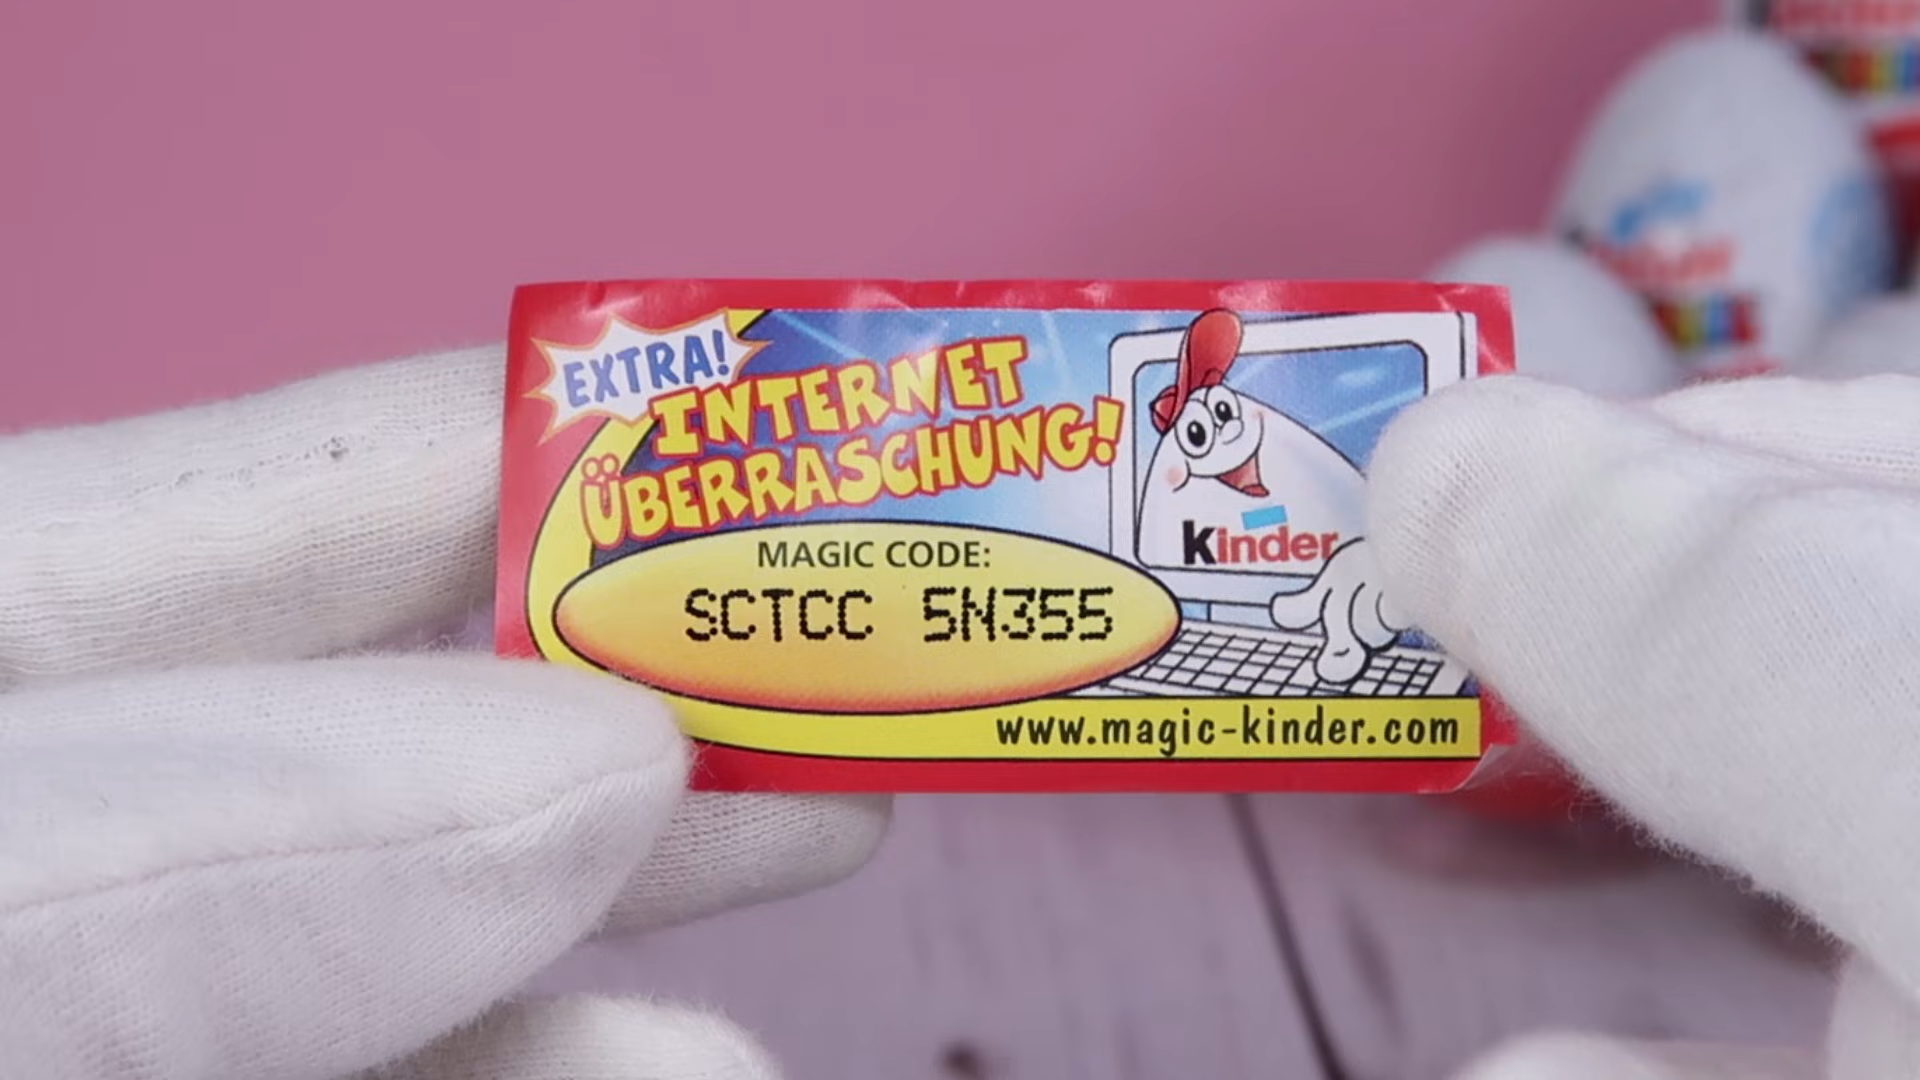 EXTRA!
INTERNET
ÜBERRASCHUNG!
MAGIC CODE:
SCTCC 5N355
Kinder
www.magic-kinder.com